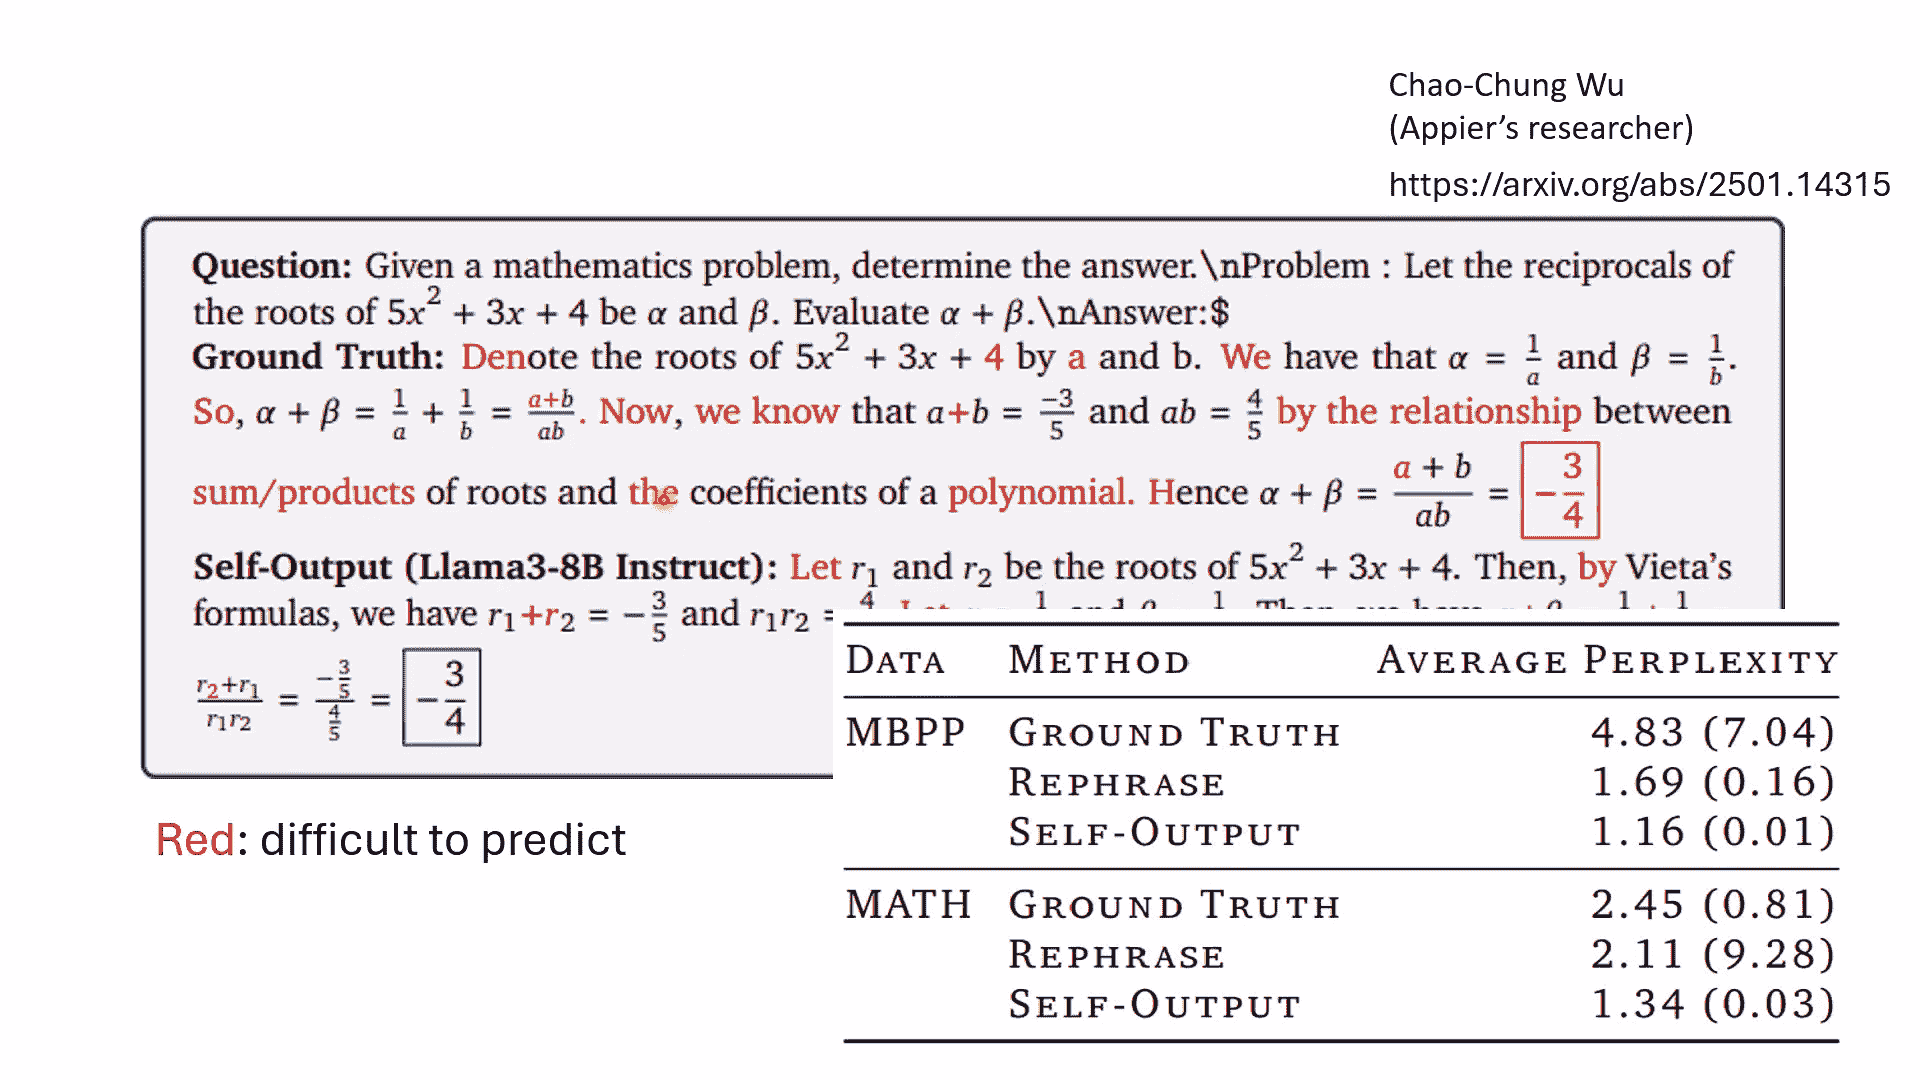 Chao-Chung Wu
(Appier's researcher)
https://arxiv.org/abs/2501.14315
Question: Given a mathematics problem, determine the answer.\nProblem : Let the reciprocals of
the roots of 5x² + 3x + 4 be α and β. Evaluate α + β.\nAnswer:$
Ground Truth: Denote the roots of 5x² + 3x + 4 by a and b. We have that α = 1/a and β = 1/b.
So, α + β = 1/a + 1/b = a+b/ab. Now, we know that a+b = -3/5 and ab = 4/5 by the relationship between
sum/products of roots and the coefficients of a polynomial. Hence α + β = a + b/ab = -3/4
Self-Output (Llama3-8B Instruct): Let r₁ and r₂ be the roots of 5x² + 3x + 4. Then, by Vieta's
formulas, we have r₁+r₂ = -3/5 and r₁r₂ =
r₂+r₁/r₁r₂ = -3/5/4/5 = -3/4
Red: difficult to predict
DATA METHOD AVERAGE PERPLEXITY
MBPP GROUND TRUTH 4.83 (7.04)
REPHRASE 1.69 (0.16)
SELF-OUTPUT 1.16 (0.01)
MATH GROUND TRUTH 2.45 (0.81)
REPHRASE 2.11 (9.28)
SELF-OUTPUT 1.34 (0.03)